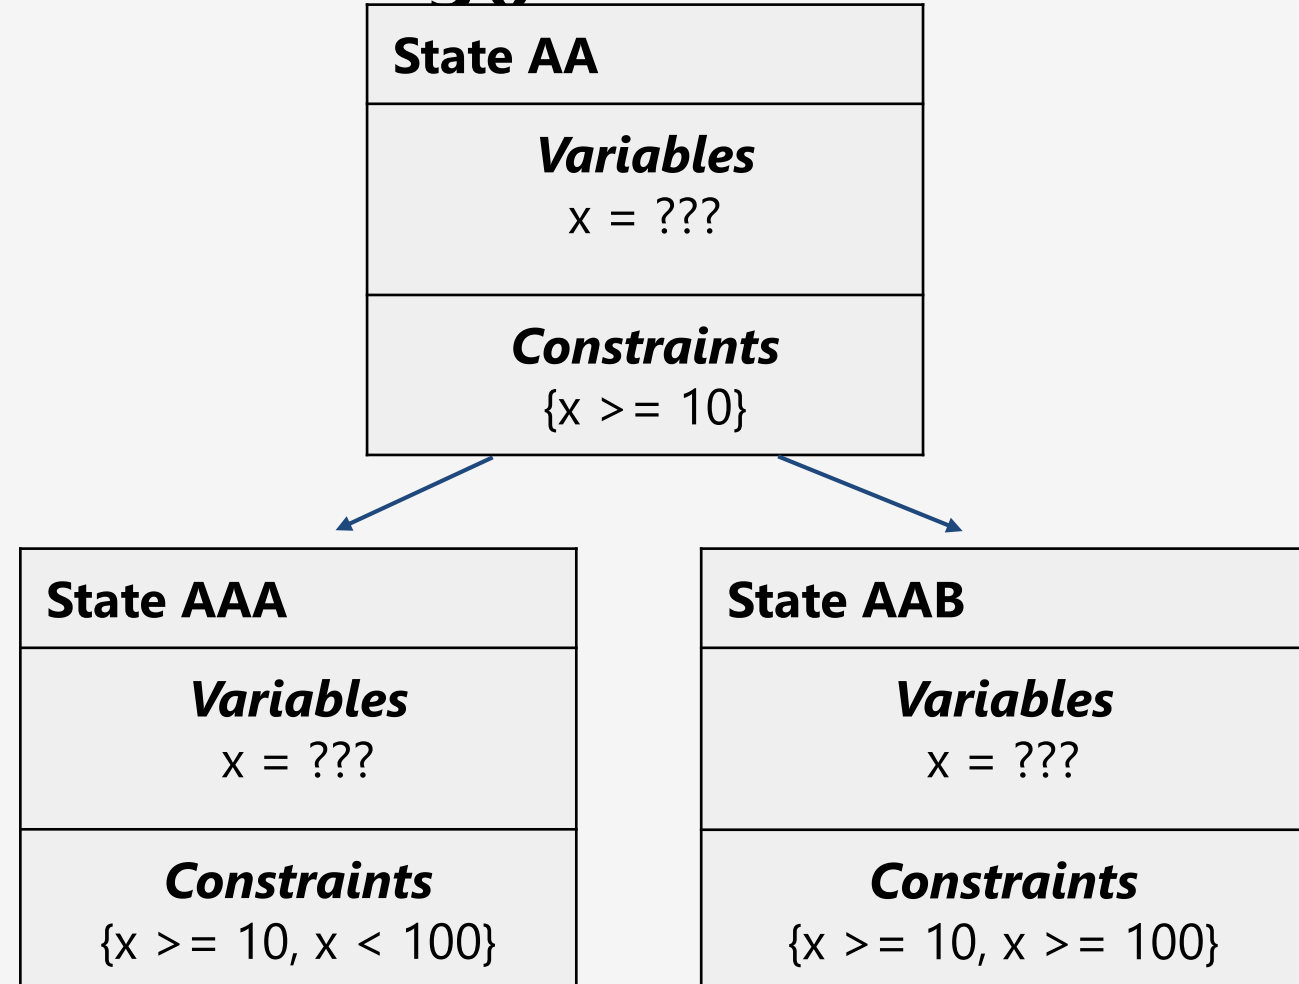 State AA
Variables
x = ???
Constraints
{x >= 10}
State AAA
Variables
x = ???
Constraints
{x >= 10, x < 100}
State AAB
Variables
x = ???
Constraints
{x >= 10, x >= 100}